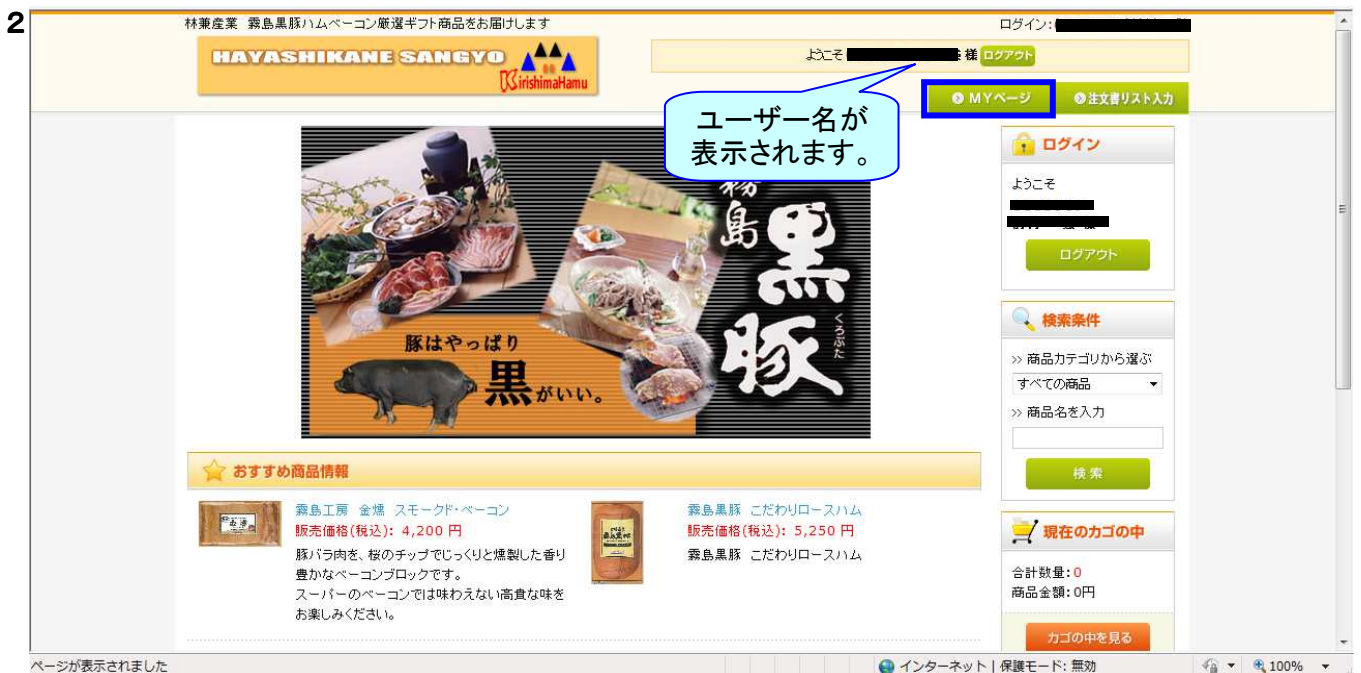 2
林兼産業 霧島黒豚ハムベーコン厳選ギフト商品をお届けします
ログイン:
HAYASHIKANE SANGYO
KirishimaHamu
ようこそ
様
ログアウト
MYページ
注文書リスト入力
ユーザー名が
表示されます。
霧島
黒豚
くろぶた
豚はやっぱり
黒がいい。
ログイン
ようこそ
ログアウト
検索条件
>> 商品カテゴリから選ぶ
すべての商品
>> 商品名を入力
検索
おすすめ商品情報
霧島工房 金燻 スモークド・ベーコン
販売価格(税込): 4,200 円
豚バラ肉を、桜のチップでじっくりと燻製した香り
豊かなベーコンブロックです。
スーパーのベーコンでは味わえない高貴な味を
お楽しみください。
霧島黒豚 こだわりロースハム
販売価格(税込): 5,250 円
霧島黒豚 こだわりロースハム
現在のカゴの中
合計数量:0
商品金額:0円
カゴの中を見る
ページが表示されました
インターネット | 保護モード: 無効
100%